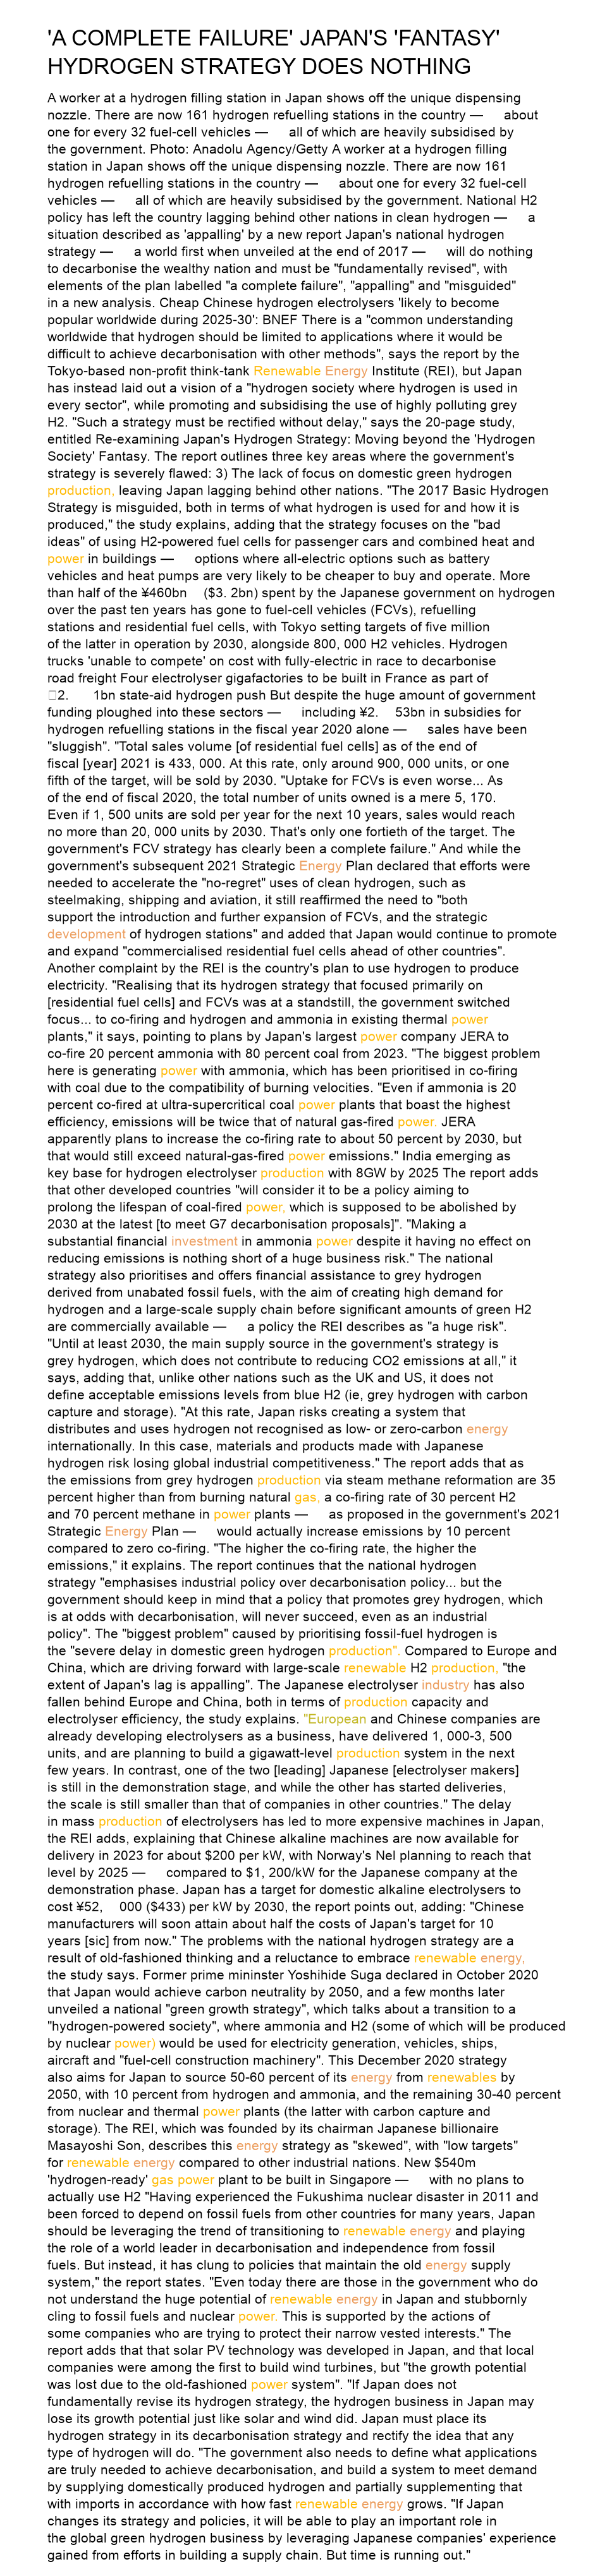 'A COMPLETE FAILURE' JAPAN'S 'FANTASY'
HYDROGEN STRATEGY DOES NOTHING
A worker at a hydrogen filling station in Japan shows off the unique dispensing
nozzle. There are now 161 hydrogen refuelling stations in the country — about
one for every 32 fuel-cell vehicles — all of which are heavily subsidised by
the government. Photo: Anadolu Agency/Getty A worker at a hydrogen filling
station in Japan shows off the unique dispensing nozzle. There are now 161
hydrogen refuelling stations in the country — about one for every 32 fuel-cell
vehicles — all of which are heavily subsidised by the government. National H2
policy has left the country lagging behind other nations in clean hydrogen — a
situation described as 'appalling' by a new report Japan's national hydrogen
strategy — a world first when unveiled at the end of 2017 — will do nothing
to decarbonise the wealthy nation and must be "fundamentally revised", with
elements of the plan labelled "a complete failure", "appalling" and "misguided"
in a new analysis. Cheap Chinese hydrogen electrolysers 'likely to become
popular worldwide during 2025-30': BNEF There is a "common understanding
worldwide that hydrogen should be limited to applications where it would be
difficult to achieve decarbonisation with other methods", says the report by the
Tokyo-based non-profit think-tank Renewable Energy Institute (REI), but Japan
has instead laid out a vision of a "hydrogen society where hydrogen is used in
every sector", while promoting and subsidising the use of highly polluting grey
H2. "Such a strategy must be rectified without delay," says the 20-page study,
entitled Re-examining Japan's Hydrogen Strategy: Moving beyond the 'Hydrogen
Society' Fantasy. The report outlines three key areas where the government's
strategy is severely flawed: 3) The lack of focus on domestic green hydrogen
production, leaving Japan lagging behind other nations. "The 2017 Basic Hydrogen
Strategy is misguided, both in terms of what hydrogen is used for and how it is
produced," the study explains, adding that the strategy focuses on the "bad
ideas" of using H2-powered fuel cells for passenger cars and combined heat and
power in buildings — options where all-electric options such as battery
vehicles and heat pumps are very likely to be cheaper to buy and operate. More
than half of the ¥460bn ($3. 2bn) spent by the Japanese government on hydrogen
over the past ten years has gone to fuel-cell vehicles (FCVs), refuelling
stations and residential fuel cells, with Tokyo setting targets of five million
of the latter in operation by 2030, alongside 800, 000 H2 vehicles. Hydrogen
trucks 'unable to compete' on cost with fully-electric in race to decarbonise
road freight Four electrolyser gigafactories to be built in France as part of
□2. 1bn state-aid hydrogen push But despite the huge amount of government
funding ploughed into these sectors — including ¥2. 53bn in subsidies for
hydrogen refuelling stations in the fiscal year 2020 alone — sales have been
"sluggish". "Total sales volume [of residential fuel cells] as of the end of
fiscal [year] 2021 is 433, 000. At this rate, only around 900, 000 units, or one
fifth of the target, will be sold by 2030. "Uptake for FCVs is even worse... As
of the end of fiscal 2020, the total number of units owned is a mere 5, 170.
Even if 1, 500 units are sold per year for the next 10 years, sales would reach
no more than 20, 000 units by 2030. That's only one fortieth of the target. The
government's FCV strategy has clearly been a complete failure." And while the
government's subsequent 2021 Strategic Energy Plan declared that efforts were
needed to accelerate the "no-regret" uses of clean hydrogen, such as
steelmaking, shipping and aviation, it still reaffirmed the need to "both
support the introduction and further expansion of FCVs, and the strategic
development of hydrogen stations" and added that Japan would continue to promote
and expand "commercialised residential fuel cells ahead of other countries".
Another complaint by the REI is the country's plan to use hydrogen to produce
electricity. "Realising that its hydrogen strategy that focused primarily on
[residential fuel cells] and FCVs was at a standstill, the government switched
focus... to co-firing and hydrogen and ammonia in existing thermal power
plants," it says, pointing to plans by Japan's largest power company JERA to
co-fire 20 percent ammonia with 80 percent coal from 2023. "The biggest problem
here is generating power with ammonia, which has been prioritised in co-firing
with coal due to the compatibility of burning velocities. "Even if ammonia is 20
percent co-fired at ultra-supercritical coal power plants that boast the highest
efficiency, emissions will be twice that of natural gas-fired power. JERA
apparently plans to increase the co-firing rate to about 50 percent by 2030, but
that would still exceed natural-gas-fired power emissions." India emerging as
key base for hydrogen electrolyser production with 8GW by 2025 The report adds
that other developed countries "will consider it to be a policy aiming to
prolong the lifespan of coal-fired power, which is supposed to be abolished by
2030 at the latest [to meet G7 decarbonisation proposals]". "Making a
substantial financial investment in ammonia power despite it having no effect on
reducing emissions is nothing short of a huge business risk." The national
strategy also prioritises and offers financial assistance to grey hydrogen
derived from unabated fossil fuels, with the aim of creating high demand for
hydrogen and a large-scale supply chain before significant amounts of green H2
are commercially available — a policy the REI describes as "a huge risk".
"Until at least 2030, the main supply source in the government's strategy is
grey hydrogen, which does not contribute to reducing CO2 emissions at all," it
says, adding that, unlike other nations such as the UK and US, it does not
define acceptable emissions levels from blue H2 (ie, grey hydrogen with carbon
capture and storage). "At this rate, Japan risks creating a system that
distributes and uses hydrogen not recognised as low- or zero-carbon energy
internationally. In this case, materials and products made with Japanese
hydrogen risk losing global industrial competitiveness." The report adds that as
the emissions from grey hydrogen production via steam methane reformation are 35
percent higher than from burning natural gas, a co-firing rate of 30 percent H2
and 70 percent methane in power plants — as proposed in the government's 2021
Strategic Energy Plan — would actually increase emissions by 10 percent
compared to zero co-firing. "The higher the co-firing rate, the higher the
emissions," it explains. The report continues that the national hydrogen
strategy "emphasises industrial policy over decarbonisation policy... but the
government should keep in mind that a policy that promotes grey hydrogen, which
is at odds with decarbonisation, will never succeed, even as an industrial
policy". The "biggest problem" caused by prioritising fossil-fuel hydrogen is
the "severe delay in domestic green hydrogen production". Compared to Europe and
China, which are driving forward with large-scale renewable H2 production, "the
extent of Japan's lag is appalling". The Japanese electrolyser industry has also
fallen behind Europe and China, both in terms of production capacity and
electrolyser efficiency, the study explains. "European and Chinese companies are
already developing electrolysers as a business, have delivered 1, 000-3, 500
units, and are planning to build a gigawatt-level production system in the next
few years. In contrast, one of the two [leading] Japanese [electrolyser makers]
is still in the demonstration stage, and while the other has started deliveries,
the scale is still smaller than that of companies in other countries." The delay
in mass production of electrolysers has led to more expensive machines in Japan,
the REI adds, explaining that Chinese alkaline machines are now available for
delivery in 2023 for about $200 per kW, with Norway's Nel planning to reach that
level by 2025 — compared to $1, 200/kW for the Japanese company at the
demonstration phase. Japan has a target for domestic alkaline electrolysers to
cost ¥52, 000 ($433) per kW by 2030, the report points out, adding: "Chinese
manufacturers will soon attain about half the costs of Japan's target for 10
years [sic] from now." The problems with the national hydrogen strategy are a
result of old-fashioned thinking and a reluctance to embrace renewable energy,
the study says. Former prime mininster Yoshihide Suga declared in October 2020
that Japan would achieve carbon neutrality by 2050, and a few months later
unveiled a national "green growth strategy", which talks about a transition to a
"hydrogen-powered society", where ammonia and H2 (some of which will be produced
by nuclear power) would be used for electricity generation, vehicles, ships,
aircraft and "fuel-cell construction machinery". This December 2020 strategy
also aims for Japan to source 50-60 percent of its energy from renewables by
2050, with 10 percent from hydrogen and ammonia, and the remaining 30-40 percent
from nuclear and thermal power plants (the latter with carbon capture and
storage). The REI, which was founded by its chairman Japanese billionaire
Masayoshi Son, describes this energy strategy as "skewed", with "low targets"
for renewable energy compared to other industrial nations. New $540m
'hydrogen-ready' gas power plant to be built in Singapore — with no plans to
actually use H2 "Having experienced the Fukushima nuclear disaster in 2011 and
been forced to depend on fossil fuels from other countries for many years, Japan
should be leveraging the trend of transitioning to renewable energy and playing
the role of a world leader in decarbonisation and independence from fossil
fuels. But instead, it has clung to policies that maintain the old energy supply
system," the report states. "Even today there are those in the government who do
not understand the huge potential of renewable energy in Japan and stubbornly
cling to fossil fuels and nuclear power. This is supported by the actions of
some companies who are trying to protect their narrow vested interests." The
report adds that that solar PV technology was developed in Japan, and that local
companies were among the first to build wind turbines, but "the growth potential
was lost due to the old-fashioned power system". "If Japan does not
fundamentally revise its hydrogen strategy, the hydrogen business in Japan may
lose its growth potential just like solar and wind did. Japan must place its
hydrogen strategy in its decarbonisation strategy and rectify the idea that any
type of hydrogen will do. "The government also needs to define what applications
are truly needed to achieve decarbonisation, and build a system to meet demand
by supplying domestically produced hydrogen and partially supplementing that
with imports in accordance with how fast renewable energy grows. "If Japan
changes its strategy and policies, it will be able to play an important role in
the global green hydrogen business by leveraging Japanese companies' experience
gained from efforts in building a supply chain. But time is running out."